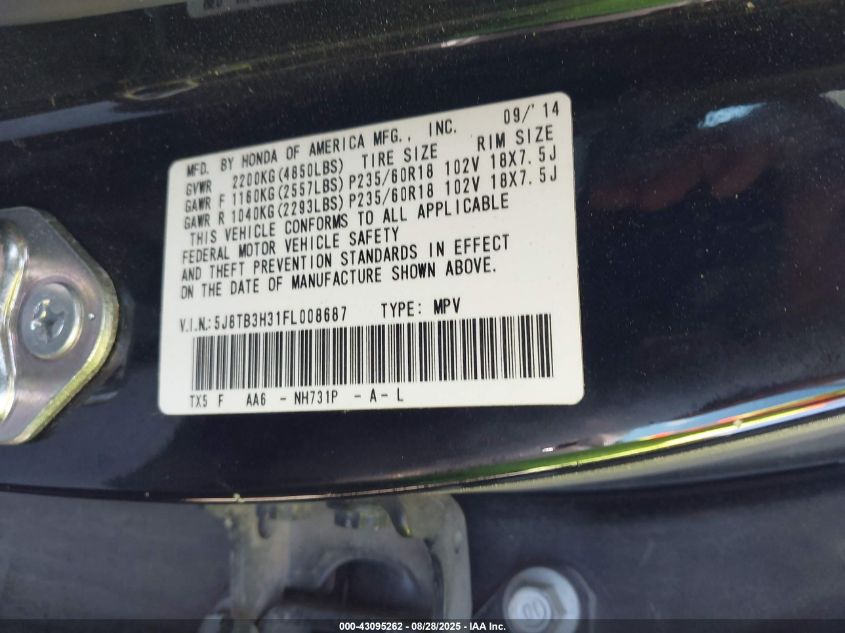 MFD. BY HONDA OF AMERICA MFG., INC. 09/'14
GVWR 2200KG(4850LBS) TIRE SIZE RIM SIZE
GAWR F 1160KG(2557LBS) P235/60R18 102V 18X7.5J
GAWR R 1040KG(2293LBS) P235/60R18 102V 18X7.5J
THIS VEHICLE CONFORMS TO ALL APPLICABLE
FEDERAL MOTOR VEHICLE SAFETY
AND THEFT PREVENTION STANDARDS IN EFFECT
ON THE DATE OF MANUFACTURE SHOWN ABOVE.
V.I.N.: 5J8TB3H31FL008687 TYPE: MPV
TX5 F AA6 - NH731P - A - L
000-43095262 - 08/28/2025 - IAA Inc.